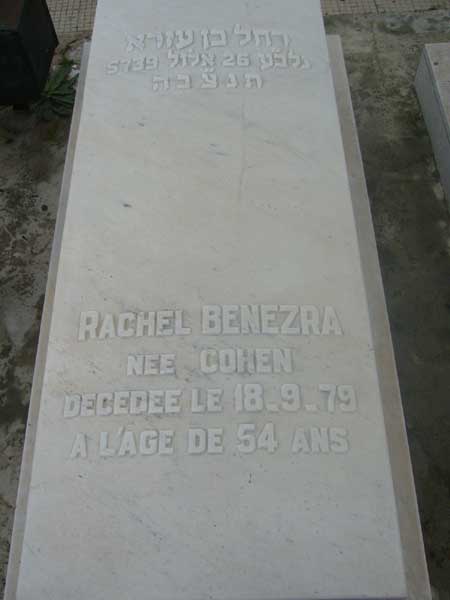 רחל בן עזרא
נלבע 26 אלול 5739
תנצבה
RACHEL BENEZRA
NEE COHEN
DECEDEE LE 18-9-79
A L'AGE DE 54 ANS